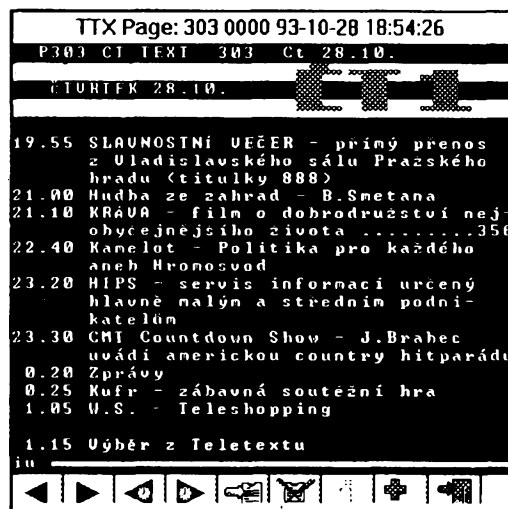 TTX Page: 303 0000 93-10-28 18:54:26
P303 CT TEXT 303 Ct 28.10.
ČTVRTEK 28.10.
ČT1
19.55 SLAVNOSTNÍ VEČER - přímý přenos
z Vladislavského sálu Pražského
hradu (titulky 888)
21.00 Hudba ze zahrad - B.Smetana
21.10 KRÁVA - film o dobrodružství nej-
obyčejnějšího života .........356
22.40 Kamelot - Politika pro každého
aneb Hromosvod
23.20 HIPS - servis informací určený
hlavně malým a středním podni-
katelům
23.30 CMT Countdown Show - J.Brabec
uvádí americkou country hitparádu
0.20 Zprávy
0.25 Kufr - zábavná soutěžní hra
1.05 W.S. - Teleshopping
1.15 Výběr z Teletextu
ju